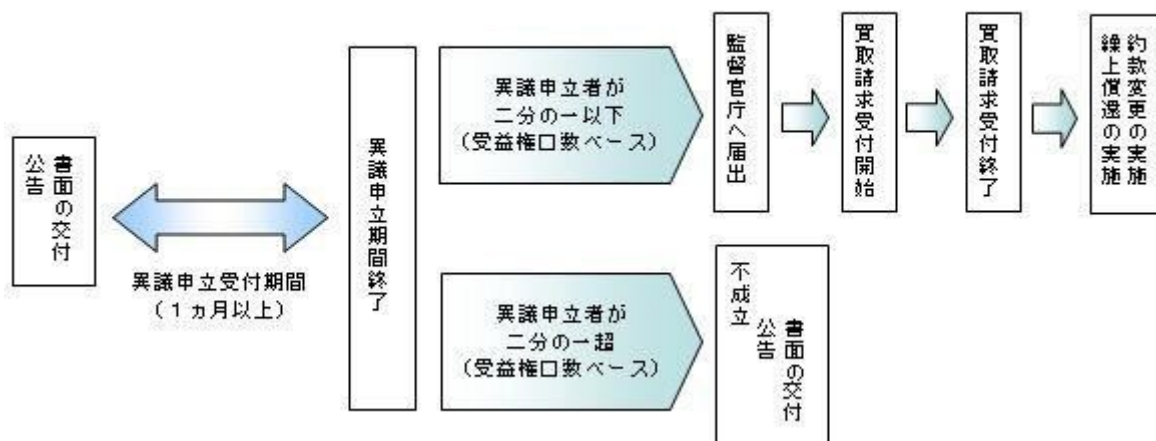 書面の交付
公告
異議申立受付期間
（１ヵ月以上）
異議申立期間終了
異議申立者が
二分の一以下
（受益権口数ベース）
監督官庁へ届出
買取請求受付開始
買取請求受付終了
約款変更の実施
繰上償還の実施
異議申立者が
二分の一超
（受益権口数ベース）
不成立
書面の交付
公告